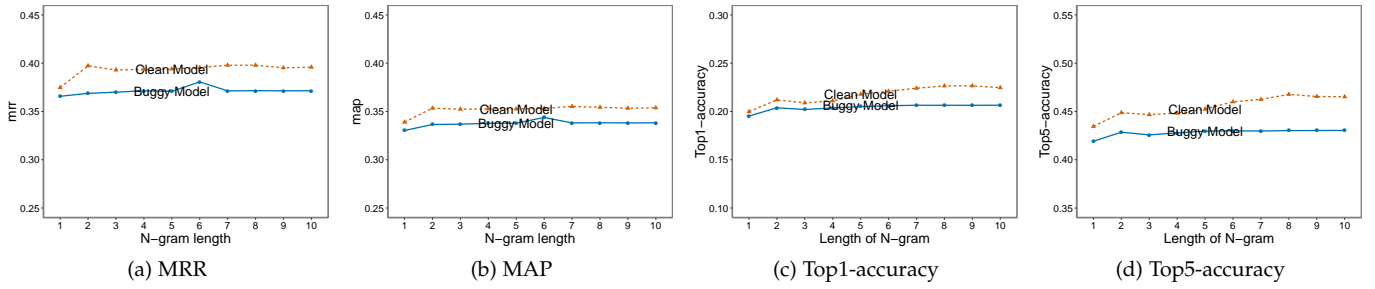 0.45
0.40
0.35
0.30
0.25
mrr
Clean Model
Buggy Model
1 2 3 4 5 6 7 8 9 10
N−gram length
(a) MRR
0.45
0.40
0.35
0.30
0.25
map
Clean Model
Buggy Model
1 2 3 4 5 6 7 8 9 10
N−gram length
(b) MAP
0.30
0.25
0.20
0.15
0.10
Top1−accuracy
Clean Model
Buggy Model
1 2 3 4 5 6 7 8 9 10
Length of N−gram
(c) Top1-accuracy
0.55
0.50
0.45
0.40
0.35
Top5−accuracy
Clean Model
Buggy Model
1 2 3 4 5 6 7 8 9 10
Length of N−gram
(d) Top5-accuracy